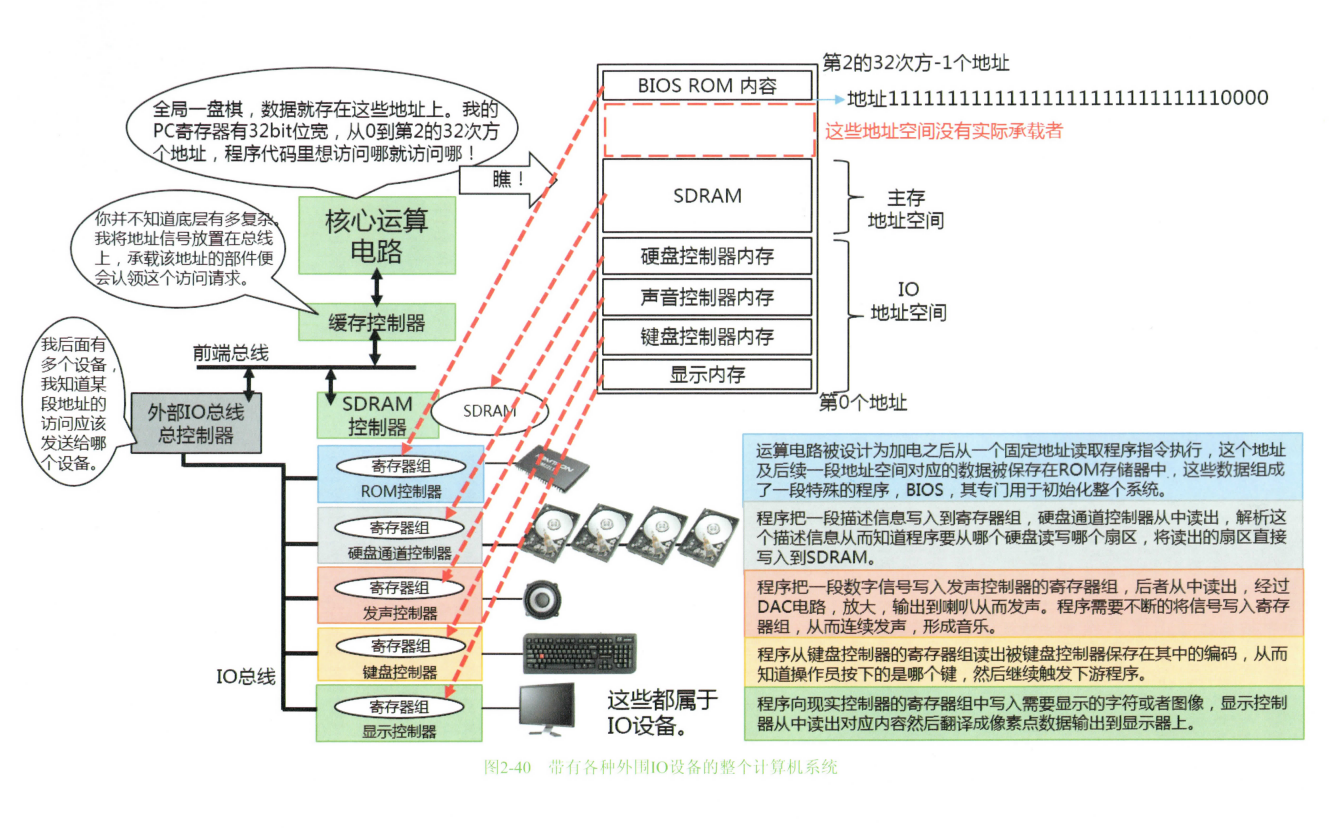 第2的32次方-1个地址
BIOS ROM 内容
地址11111111111111111111111111110000
这些地址空间没有实际承载者
全局一盘棋，数据就存在这些地址上。我的
PC寄存器有32bit位宽，从0到第2的32次方
个地址，程序代码里想访问哪就访问哪！
瞧！
SDRAM
主存
地址空间
你并不知道底层有多复杂。
我将地址信号放置在总线
上，承载该地址的部件便
会认领这个访问请求。
核心运算
电路
硬盘控制器内存
声音控制器内存
键盘控制器内存
显示内存
IO
地址空间
第0个地址
缓存控制器
我后面有
多个设备，
我知道某
段地址的
访问应该
发送给哪
个设备。
前端总线
外部IO总线
总控制器
SDRAM
控制器
SDRAM
寄存器组
ROM控制器
寄存器组
硬盘通道控制器
寄存器组
发声控制器
寄存器组
键盘控制器
寄存器组
显示控制器
IO总线
这些都属于
IO设备。
运算电路被设计为加电之后从一个固定地址读取程序指令执行，这个地址
及后续一段地址空间对应的数据被保存在ROM存储器中，这些数据组成
了一段特殊的程序，BIOS，其专门用于初始化整个系统。
程序把一段描述信息写入到寄存器组，硬盘通道控制器从中读出，解析这
个描述信息从而知道程序要从哪个硬盘读写哪个扇区，将读出的扇区直接
写入到SDRAM。
程序把一段数字信号写入发声控制器的寄存器组，后者从中读出，经过
DAC电路，放大，输出到喇叭从而发声。程序需要不断的将信号写入寄存
器组，从而连续发声，形成音乐。
程序从键盘控制器的寄存器组读出被键盘控制器保存在其中的编码，从而
知道操作员按下的是哪个键，然后继续触发下游程序。
程序向现实控制器的寄存器组中写入需要显示的字符或者图像，显示控制
器从中读出对应内容然后翻译成像素点数据输出到显示器上。
图2-40 带有各种外围IO设备的整个计算机系统